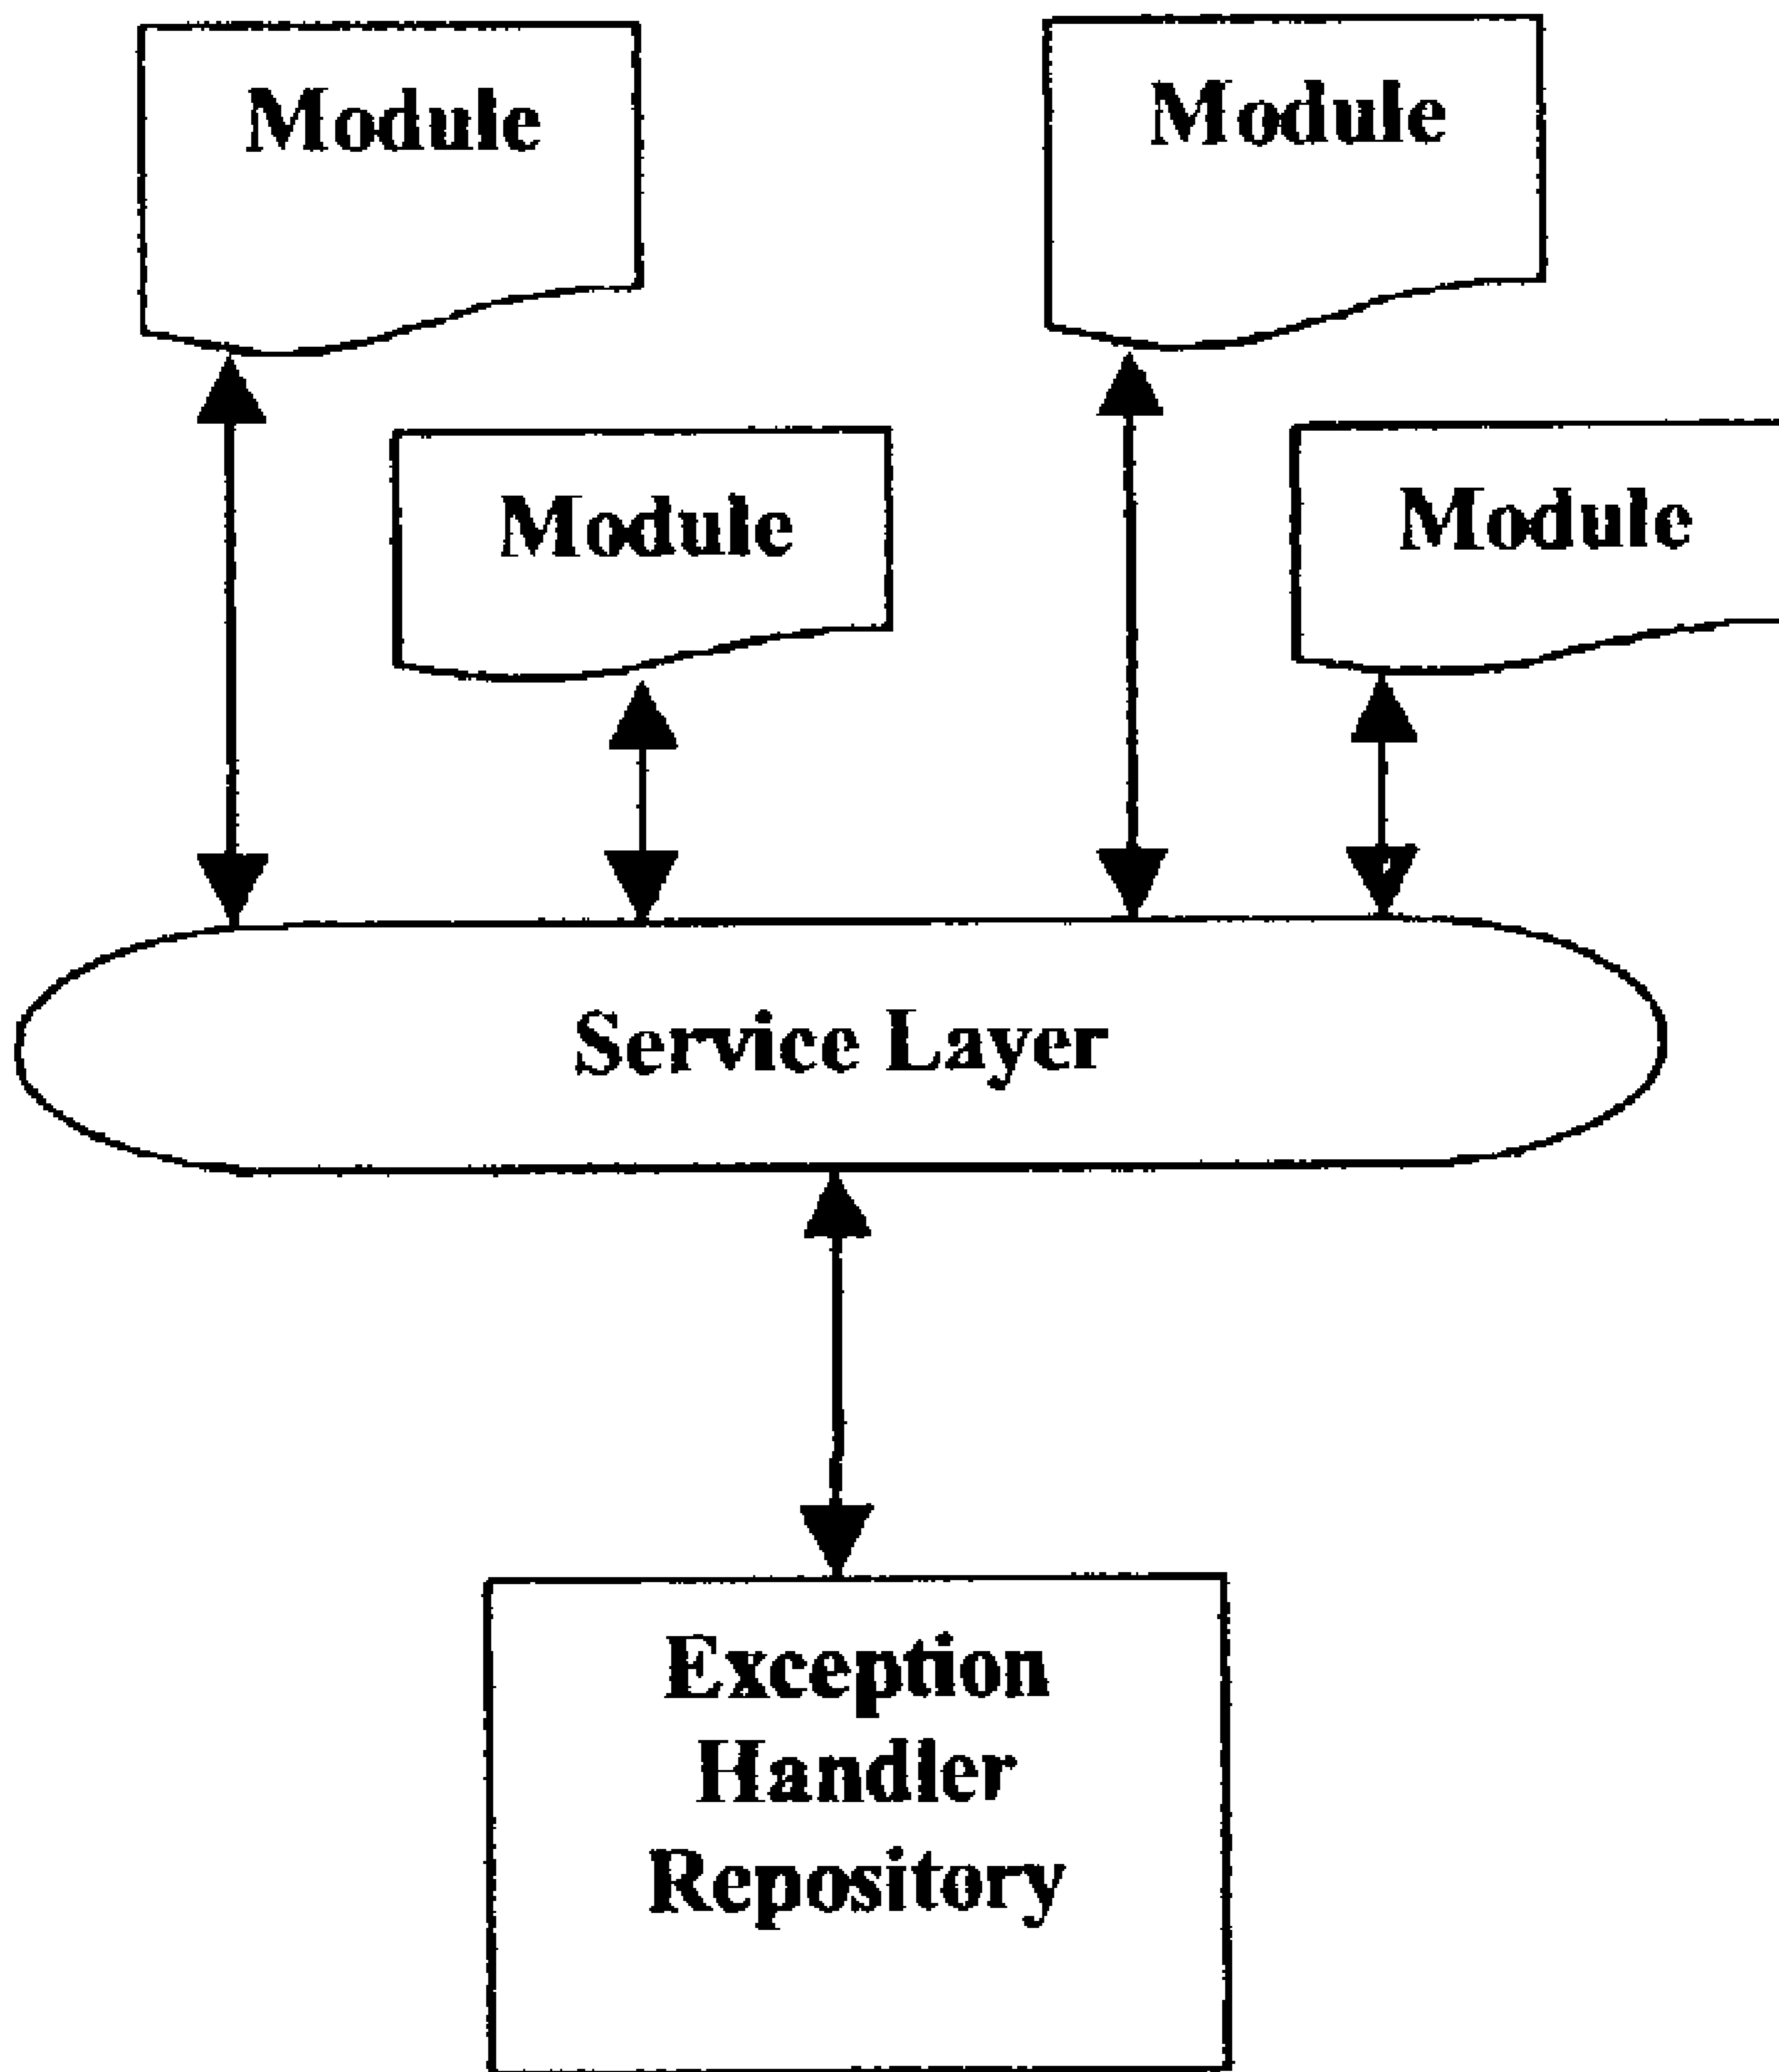 Module
Module
Module
Module
Service Layer
Exception
Handler
Repository